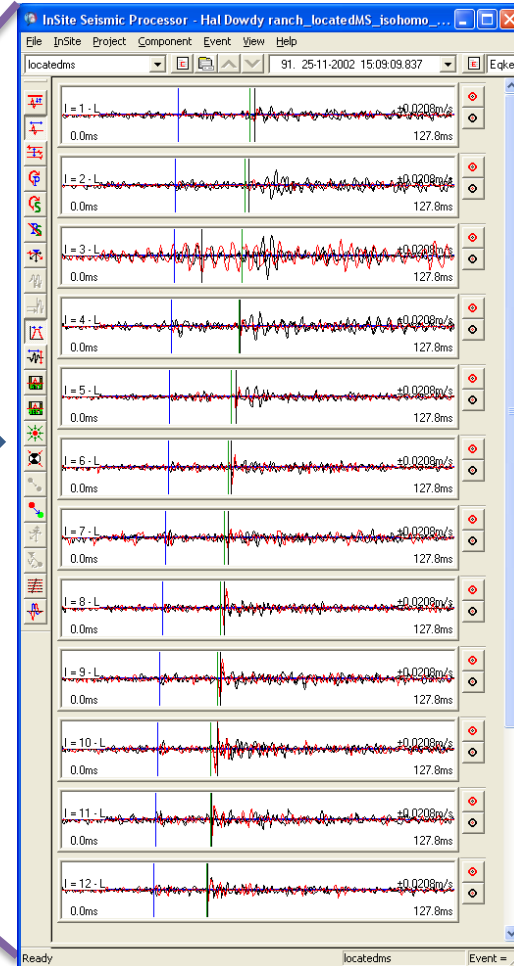 InSite Seismic Processor - Hal Dowdy ranch_locatedMS_isohomo_...
File InSite Project Component Event View Help
locatedms 91. 25-11-2002 15:09:09.837 Eqke
I = 1 - L ±0.0208m/s
0.0ms 127.8ms
I = 2 - L ±0.0208m/s
0.0ms 127.8ms
I = 3 - L ±0.0208m/s
0.0ms 127.8ms
I = 4 - L ±0.0208m/s
0.0ms 127.8ms
I = 5 - L ±0.0208m/s
0.0ms 127.8ms
I = 6 - L ±0.0208m/s
0.0ms 127.8ms
I = 7 - L ±0.0208m/s
0.0ms 127.8ms
I = 8 - L ±0.0208m/s
0.0ms 127.8ms
I = 9 - L ±0.0208m/s
0.0ms 127.8ms
I = 10 - L ±0.0208m/s
0.0ms 127.8ms
I = 11 - L ±0.0208m/s
0.0ms 127.8ms
I = 12 - L ±0.0208m/s
0.0ms 127.8ms
Ready locatedms Event =